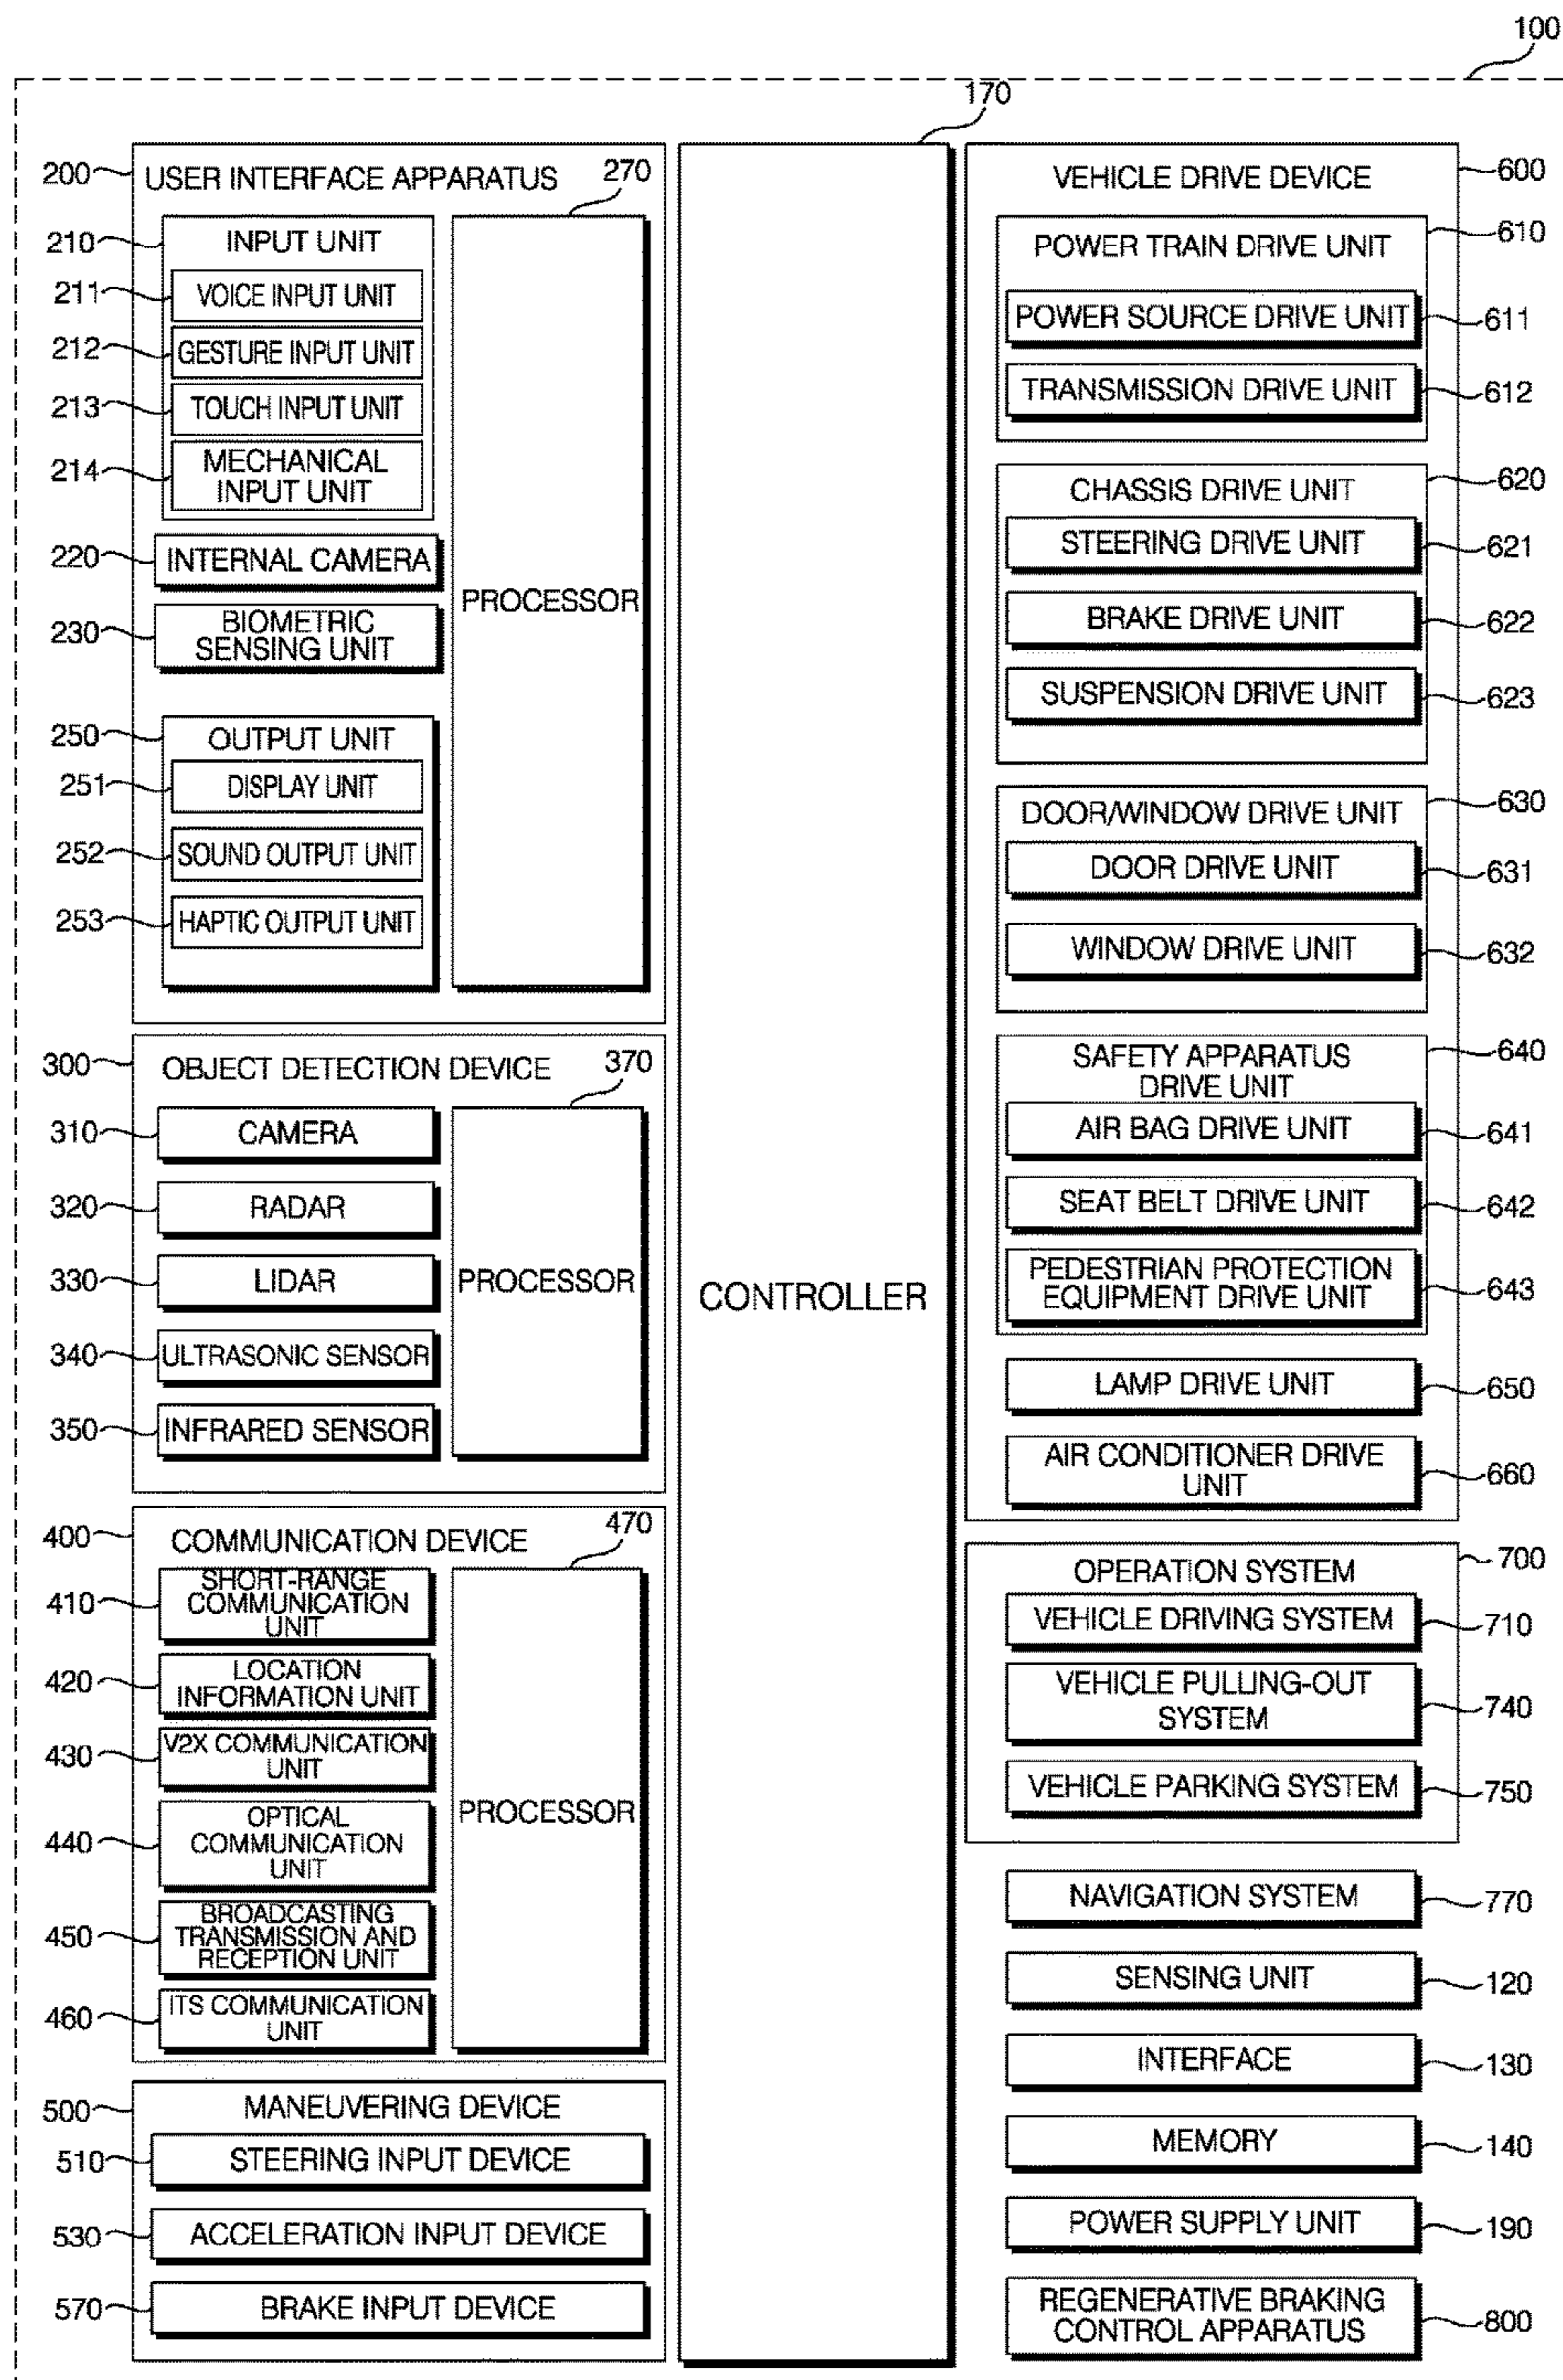 100
170
200
USER INTERFACE APPARATUS
270
210
INPUT UNIT
211
VOICE INPUT UNIT
212
GESTURE INPUT UNIT
213
TOUCH INPUT UNIT
214
MECHANICAL
INPUT UNIT
220
INTERNAL CAMERA
230
BIOMETRIC
SENSING UNIT
PROCESSOR
250
OUTPUT UNIT
251
DISPLAY UNIT
252
SOUND OUTPUT UNIT
253
HAPTIC OUTPUT UNIT
300
OBJECT DETECTION DEVICE
370
310
CAMERA
320
RADAR
330
LIDAR
340
ULTRASONIC SENSOR
350
INFRARED SENSOR
PROCESSOR
400
COMMUNICATION DEVICE
470
410
SHORT-RANGE
COMMUNICATION
UNIT
420
LOCATION
INFORMATION UNIT
430
V2X COMMUNICATION
UNIT
440
OPTICAL
COMMUNICATION
UNIT
450
BROADCASTING
TRANSMISSION AND
RECEPTION UNIT
460
ITS COMMUNICATION
UNIT
PROCESSOR
500
MANEUVERING DEVICE
510
STEERING INPUT DEVICE
530
ACCELERATION INPUT DEVICE
570
BRAKE INPUT DEVICE
CONTROLLER
VEHICLE DRIVE DEVICE
600
POWER TRAIN DRIVE UNIT
610
POWER SOURCE DRIVE UNIT
611
TRANSMISSION DRIVE UNIT
612
CHASSIS DRIVE UNIT
620
STEERING DRIVE UNIT
621
BRAKE DRIVE UNIT
622
SUSPENSION DRIVE UNIT
623
DOOR/WINDOW DRIVE UNIT
630
DOOR DRIVE UNIT
631
WINDOW DRIVE UNIT
632
SAFETY APPARATUS
DRIVE UNIT
640
AIR BAG DRIVE UNIT
641
SEAT BELT DRIVE UNIT
642
PEDESTRIAN PROTECTION
EQUIPMENT DRIVE UNIT
643
LAMP DRIVE UNIT
650
AIR CONDITIONER DRIVE
UNIT
660
OPERATION SYSTEM
700
VEHICLE DRIVING SYSTEM
710
VEHICLE PULLING-OUT
SYSTEM
740
VEHICLE PARKING SYSTEM
750
NAVIGATION SYSTEM
770
SENSING UNIT
120
INTERFACE
130
MEMORY
140
POWER SUPPLY UNIT
190
REGENERATIVE BRAKING
CONTROL APPARATUS
800